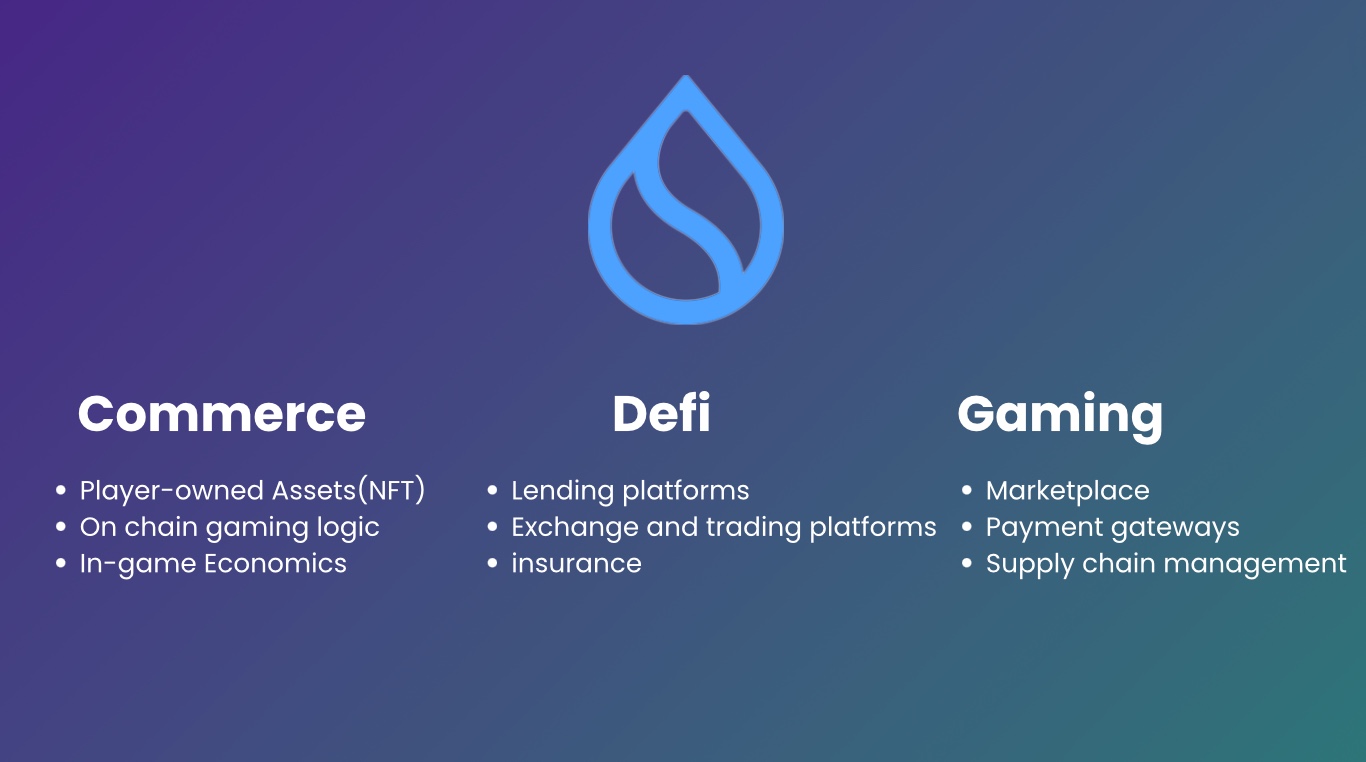 Commerce
Player-owned Assets(NFT)
On chain gaming logic
In-game Economics
Defi
Lending platforms
Exchange and trading platforms
insurance
Gaming
Marketplace
Payment gateways
Supply chain management